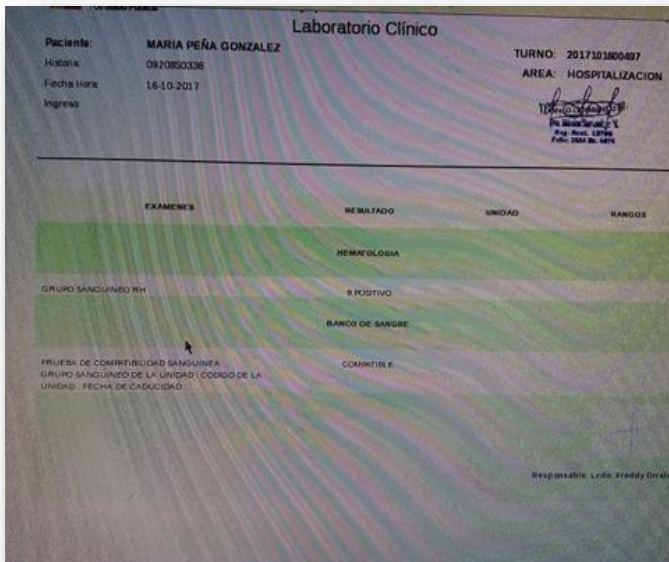 Laboratorio Clínico
Paciente: MARIA PEÑA GONZALEZ
Historia: 0920850336
Fecha Hora 16-10-2017
Ingreso:
TURNO: 2017101600407
AREA: HOSPITALIZACION
EXAMENES RESULTADO UNIDAD RANGOS
HEMATOLOGIA
GRUPO SANGUINEO RH B POSITIVO
BANCO DE SANGRE
PRUEBA DE COMPATIBILIDAD SANGUINEA COMPATIBLE
GRUPO SANGUINEO DE LA UNIDAD : CODIGO DE LA
UNIDAD : FECHA DE CADUCIDAD
Responsable: Lcdo. Freddy